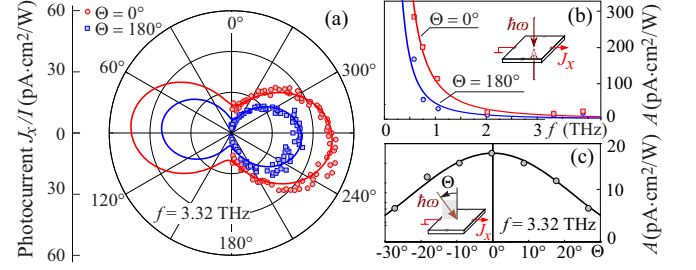 Photocurrent J_x/I (pA·cm²/W)
60
30
0
30
60
Θ = 0°
Θ = 180°
(a)
0°
60°
300°
120°
240°
180°
f = 3.32 THz
(b)
Θ = 0°
Θ = 180°
ħω
J_x
0
1
2
3
f (THz)
300
200
100
0
A (pA·cm²/W)
(c)
Θ
ħω
J_x
f = 3.32 THz
-30°
-20°
-10°
0°
10°
20°
Θ
20
10
0
A (pA·cm²/W)